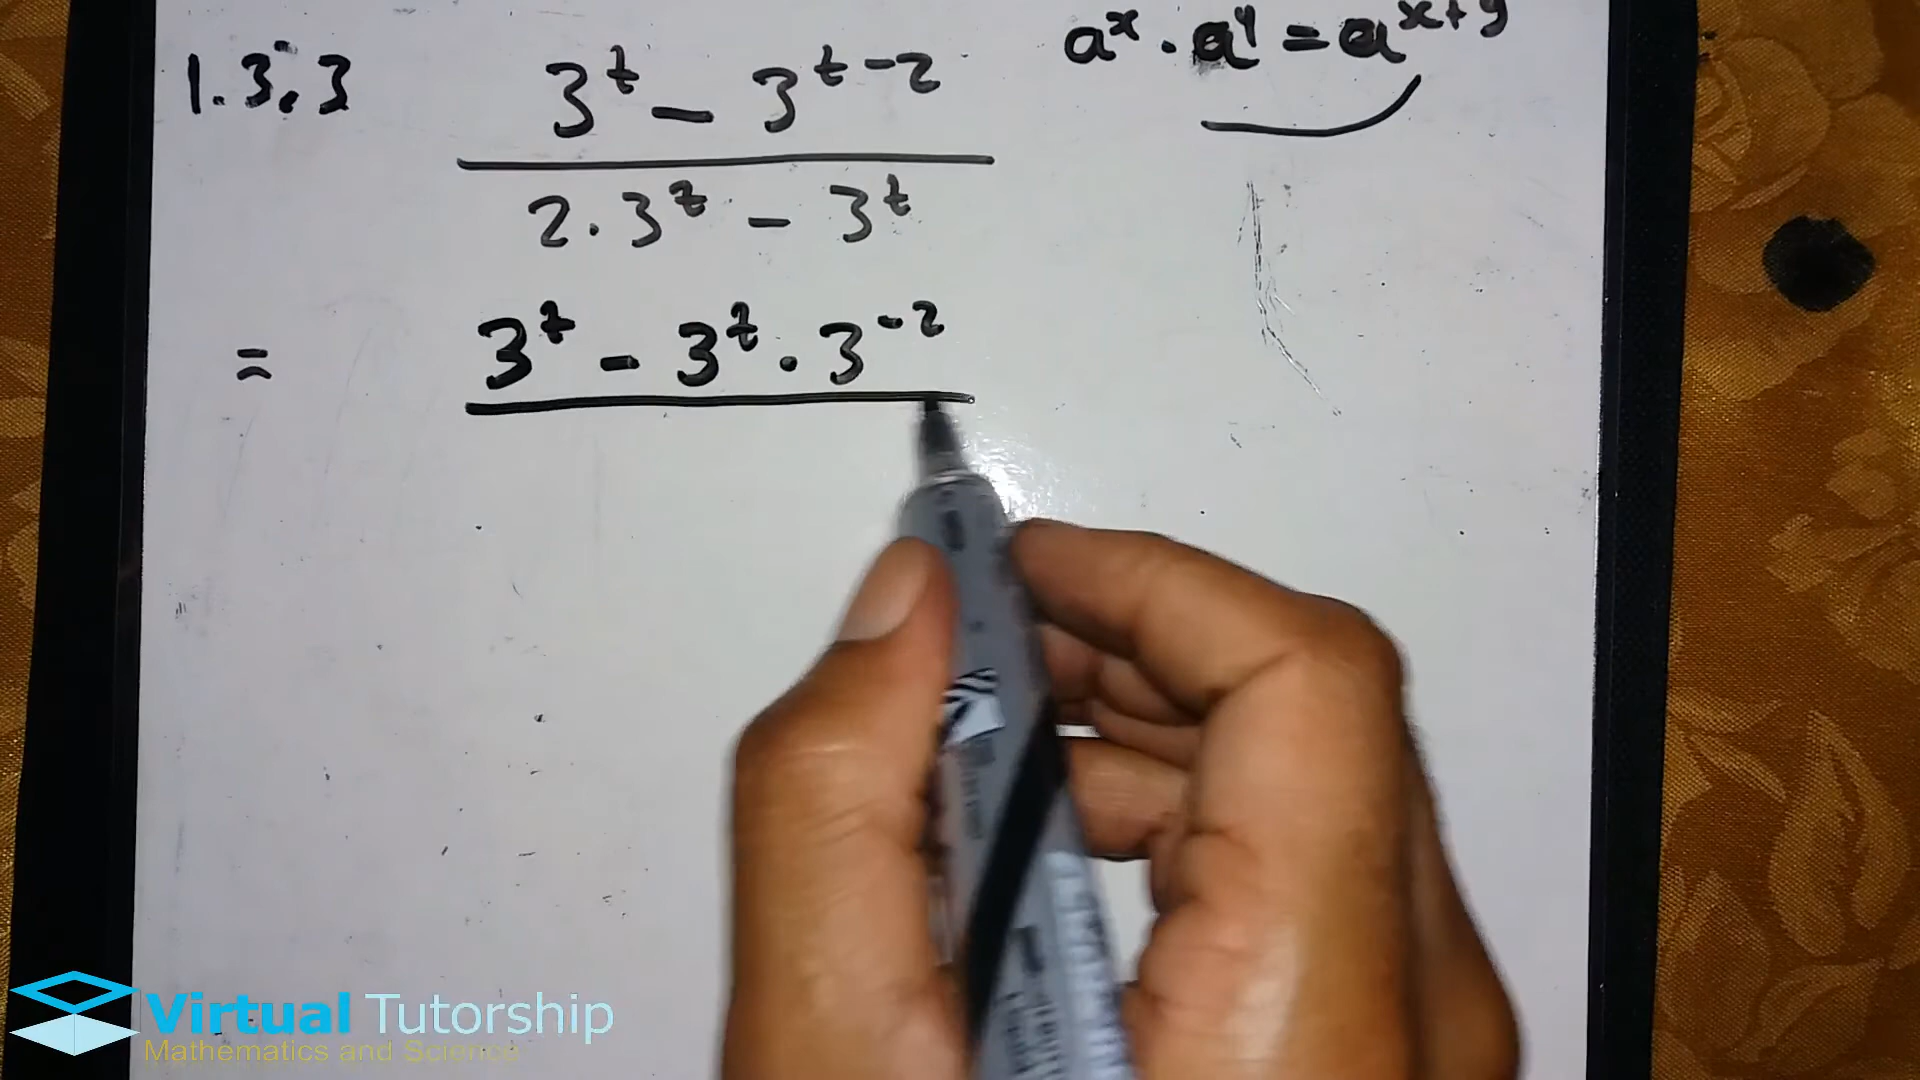 1.3.3
3^t - 3^(t-2)
2.3^t - 3^t
a^x . a^y = a^(x+y)
= 3^t - 3^t . 3^-2
Virtual Tutorship
Mathematics and Science